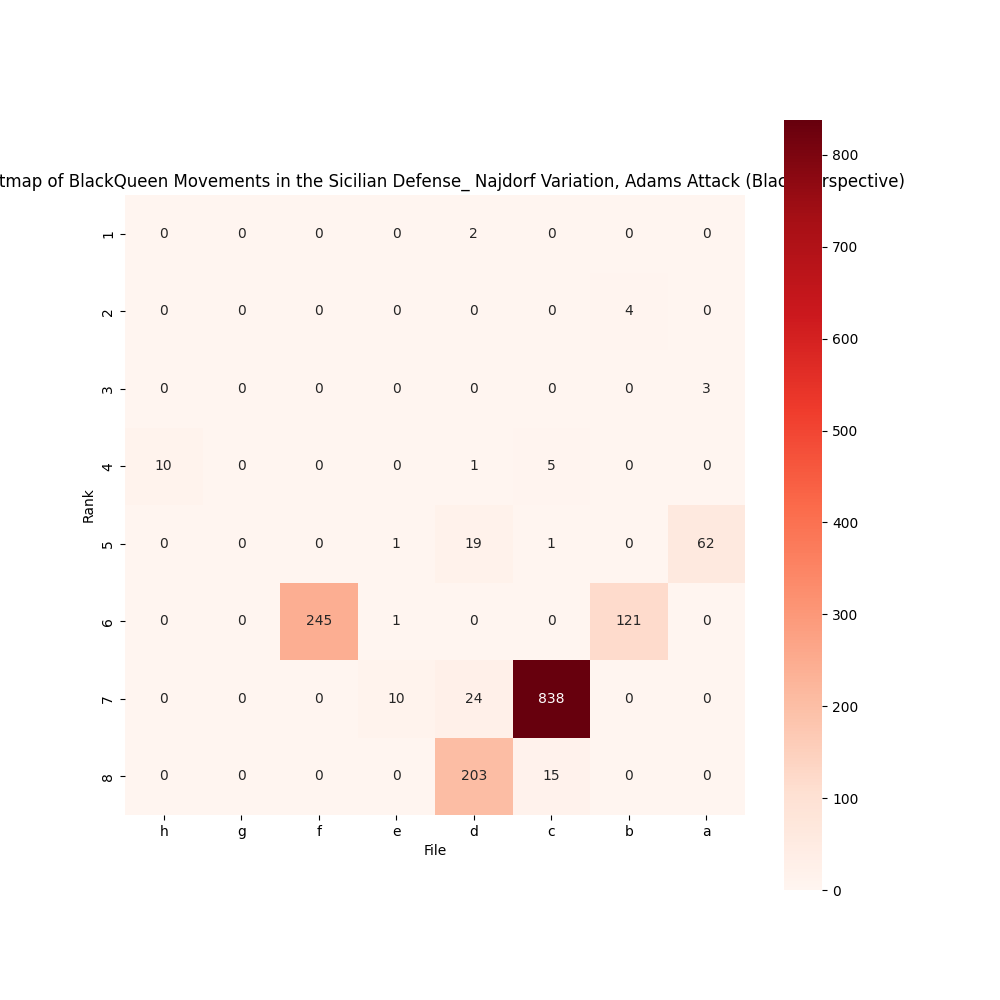 tmap of BlackQueen Movements in the Sicilian Defense_ Najdorf Variation, Adams Attack (Blac rspective)
800
1 0 0 0 0 2 0 0 0
700
2 0 0 0 0 0 0 4 0
600
3 0 0 0 0 0 0 0 3
500
4 10 0 0 0 1 5 0 0
Rank
400
5 0 0 0 1 19 1 0 62
300
6 0 0 245 1 0 0 121 0
200
7 0 0 0 10 24 838 0 0
8 0 0 0 0 203 15 0 0
100
h g f e d c b a
File
0